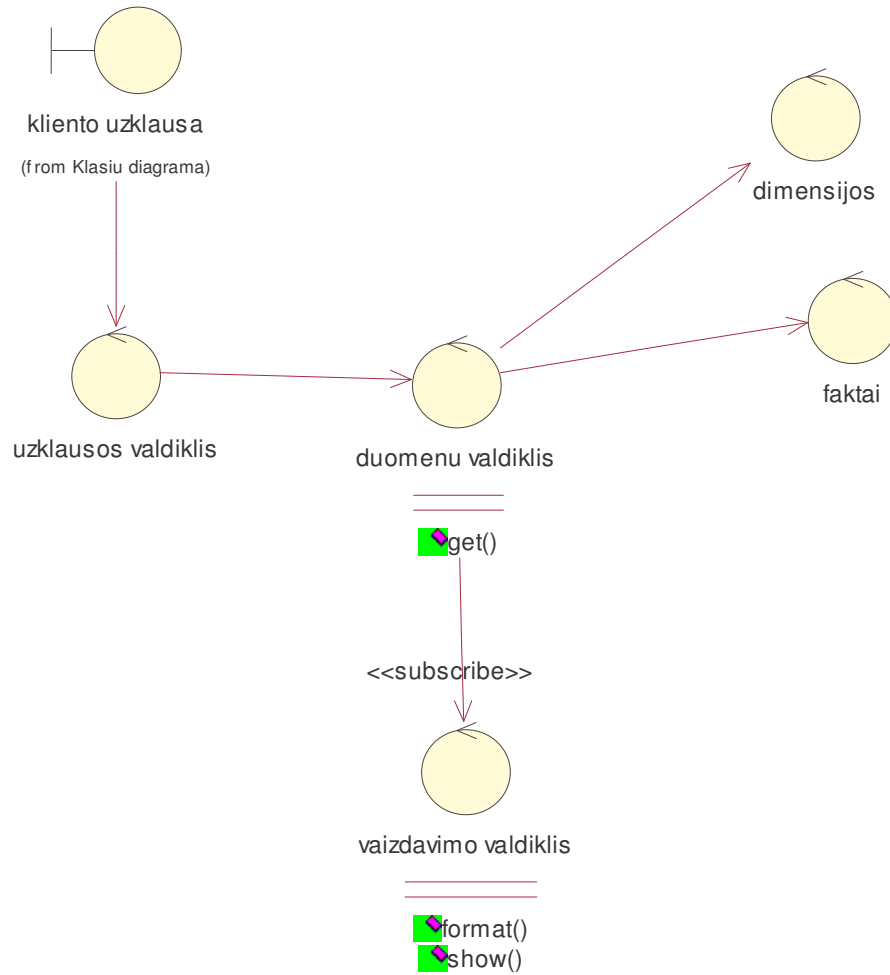 kliento uzklausa
(from Klasiu diagrama)
dimensijos
faktai
uzklausos valdiklis
duomenu valdiklis
get()
<<subscribe>>
vaizdavimo valdiklis
format()
show()